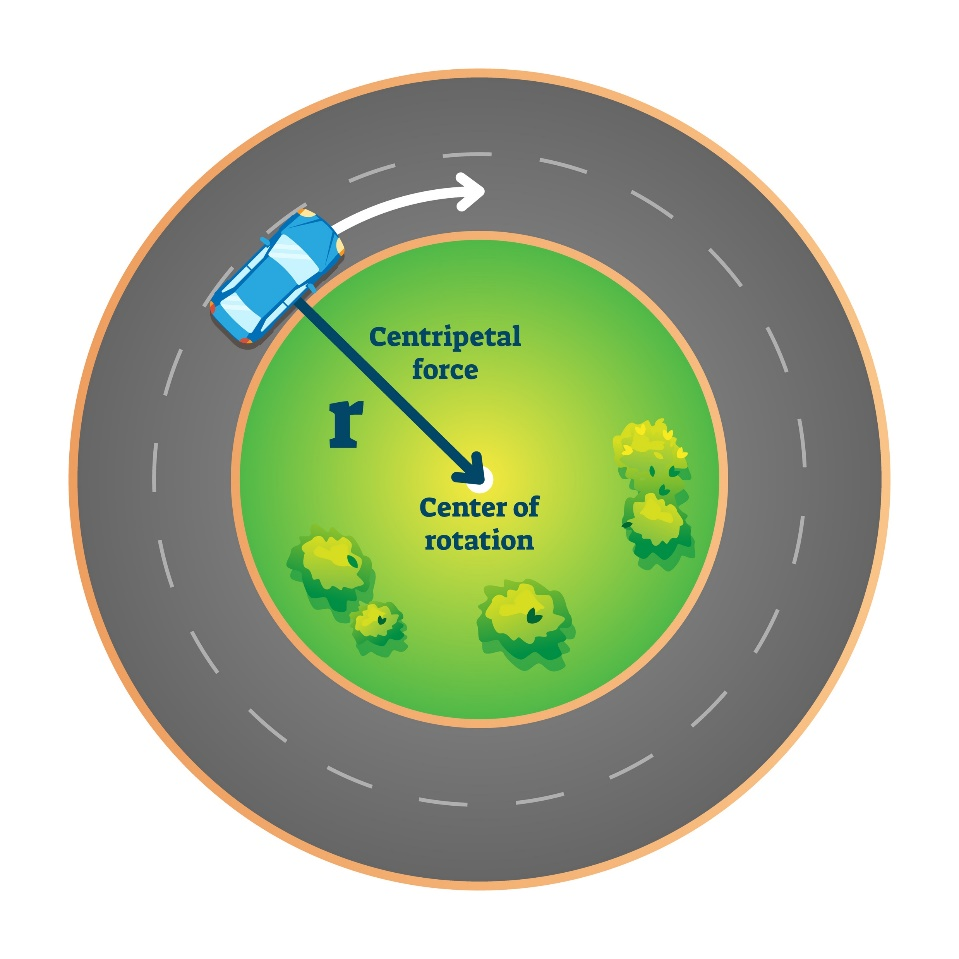 Centripetal
force
r
Center of
rotation